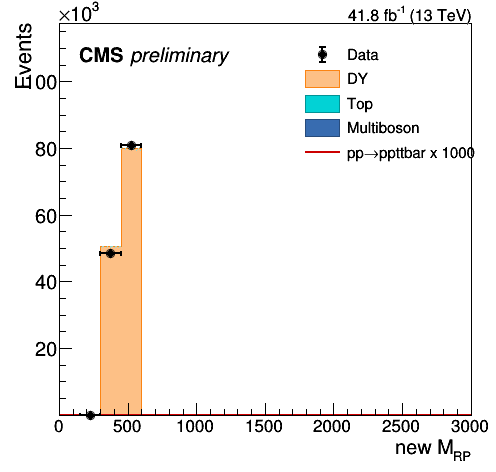 ×10³
41.8 fb⁻¹ (13 TeV)
Events
CMS preliminary
Data
DY
Top
Multiboson
pp→ppttbar x 1000
100
80
60
40
20
0 500 1000 1500 2000 2500 3000
new M_RP